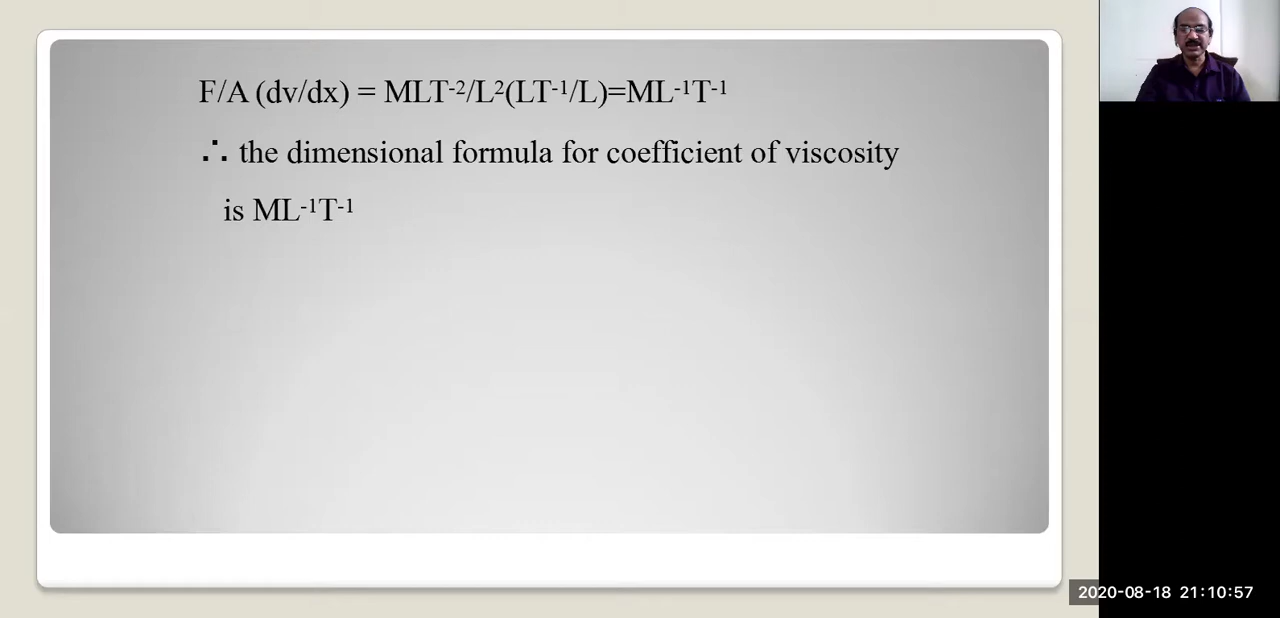 F/A (dv/dx) = MLT⁻²/L²(LT⁻¹/L)=ML⁻¹T⁻¹
∴ the dimensional formula for coefficient of viscosity
is ML⁻¹T⁻¹
2020-08-18 21:10:57